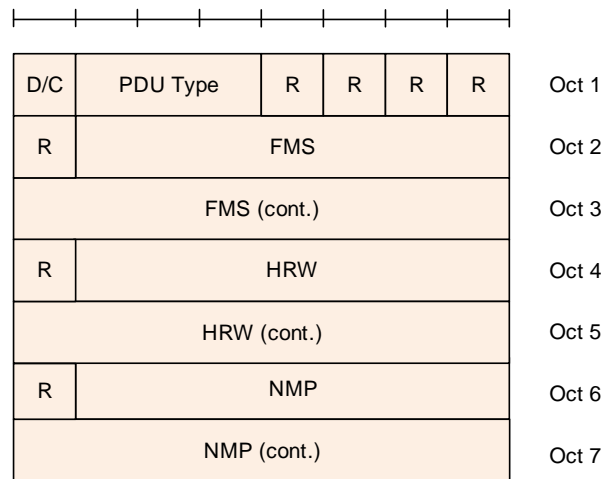 D/C PDU Type R R R R Oct 1
R FMS Oct 2
FMS (cont.) Oct 3
R HRW Oct 4
HRW (cont.) Oct 5
R NMP Oct 6
NMP (cont.) Oct 7